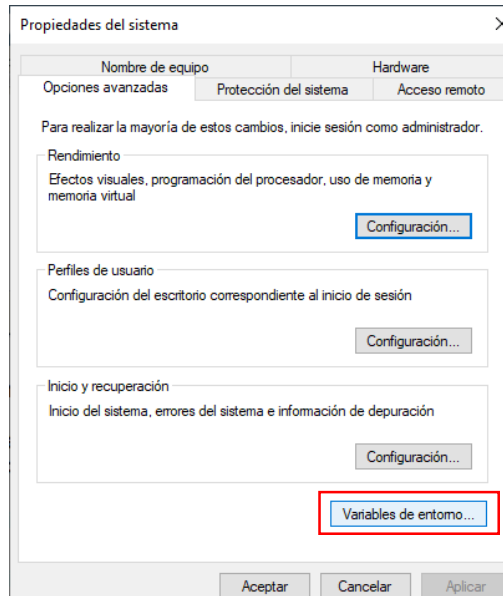 Propiedades del sistema
Nombre de equipo
Hardware
Opciones avanzadas
Protección del sistema
Acceso remoto
Para realizar la mayoría de estos cambios, inicie sesión como administrador.
Rendimiento
Efectos visuales, programación del procesador, uso de memoria y
memoria virtual
Configuración...
Perfiles de usuario
Configuración del escritorio correspondiente al inicio de sesión
Configuración...
Inicio y recuperación
Inicio del sistema, errores del sistema e información de depuración
Configuración...
Variables de entorno...
Aceptar
Cancelar
Aplicar